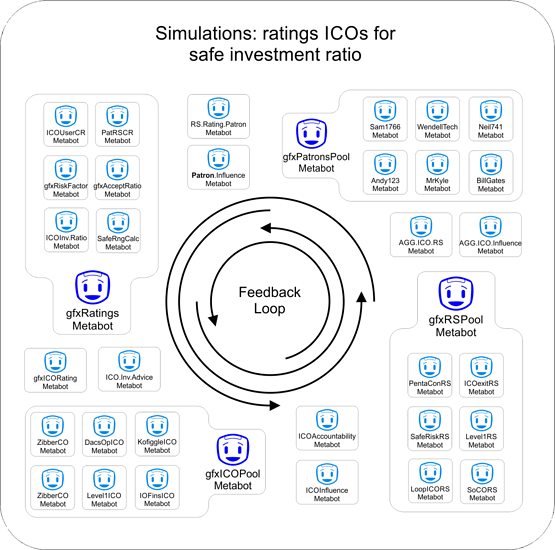 Simulations: ratings ICOs for
safe investment ratio
ICOUserCR
Metabot
PatRSCR
Metabot
gfxRiskFactor
Metabot
gfxAcceptRatio
Metabot
ICOInv.Ratio
Metabot
SafeRngCalc
Metabot
gfxRatings
Metabot
RS.Rating.Patron
Metabot
Patron.Influence
Metabot
gfxPatronsPool
Metabot
Sam1766
Metabot
WendellTech
Metabot
Neil741
Metabot
Andy123
Metabot
MrKyle
Metabot
BillGates
Metabot
AGG.ICO.RS
Metabot
AGG.ICO.Influence
Metabot
Feedback
Loop
gfxRSPool
Metabot
PentaConRS
Metabot
ICOexitRS
Metabot
SafeRiskRS
Metabot
Level1RS
Metabot
LoopICORS
Metabot
SoCORS
Metabot
gfxICORating
Metabot
ICO.Inv.Advice
Metabot
ZibberCO
Metabot
DacsOpICO
Metabot
KofiggleICO
Metabot
ZibberCO
Metabot
Level1ICO
Metabot
IOFinsICO
Metabot
gfxICOPool
Metabot
ICOAccountability
Metabot
ICOInfluence
Metabot